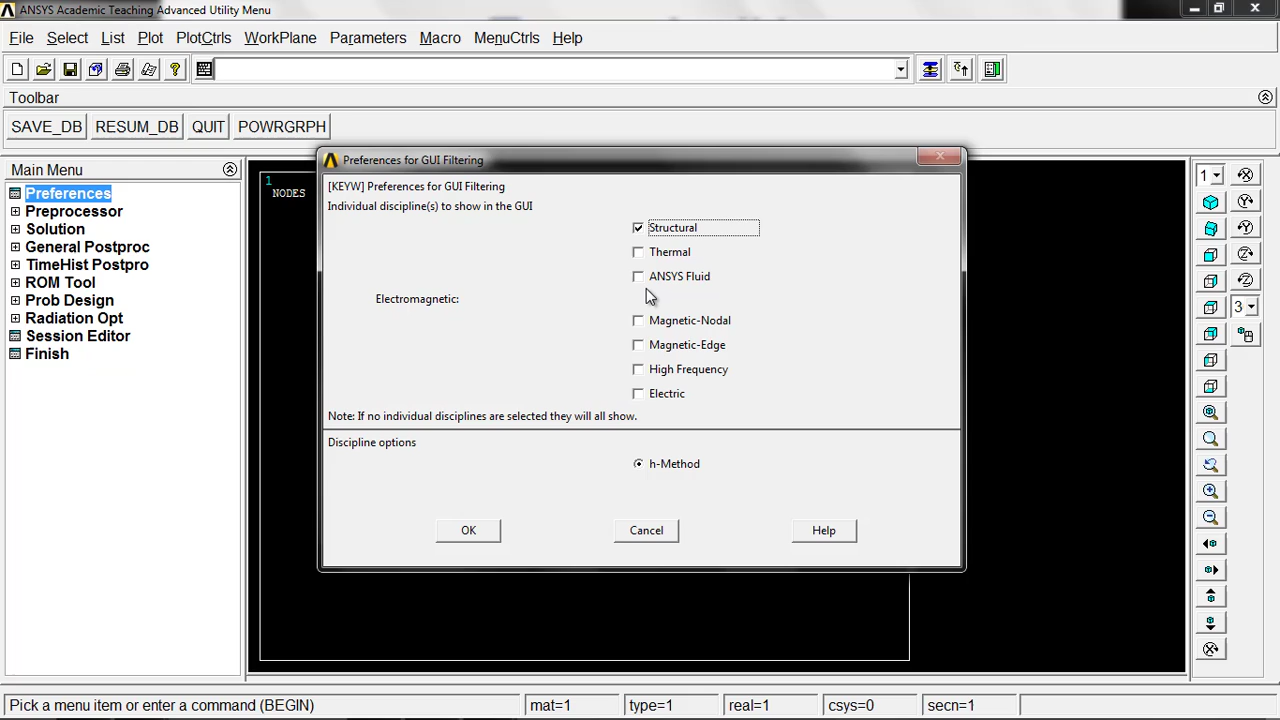 ANSYS Academic Teaching Advanced Utility Menu
File Select List Plot PlotCtrls WorkPlane Parameters Macro MenuCtrls Help
Toolbar
SAVE_DB RESUM_DB QUIT POWRGRPH
Main Menu
Preferences
Preprocessor
Solution
General Postproc
TimeHist Postpro
ROM Tool
Prob Design
Radiation Opt
Session Editor
Finish
1
NODES
Preferences for GUI Filtering
[KEYW] Preferences for GUI Filtering
Individual discipline(s) to show in the GUI
Structural
Thermal
ANSYS Fluid
Electromagnetic:
Magnetic-Nodal
Magnetic-Edge
High Frequency
Electric
Note: If no individual disciplines are selected they will all show.
Discipline options
h-Method
OK Cancel Help
1
3
Pick a menu item or enter a command (BEGIN) mat=1 type=1 real=1 csys=0 secn=1